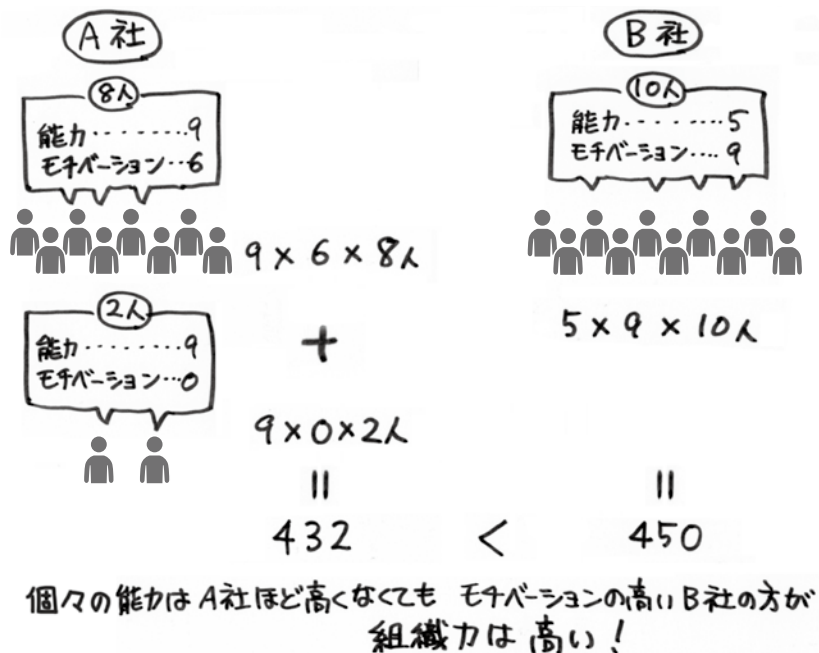 A社
8人
能力………9
モチベーション…6
9×6×8人
+
2人
能力………9
モチベーション…0
9×0×2人
=
432
<
B社
10人
能力………5
モチベーション…9
5×9×10人
=
450
個々の能力はA社ほど高くなくても モチベーションの高いB社の方が
組織力は高い!